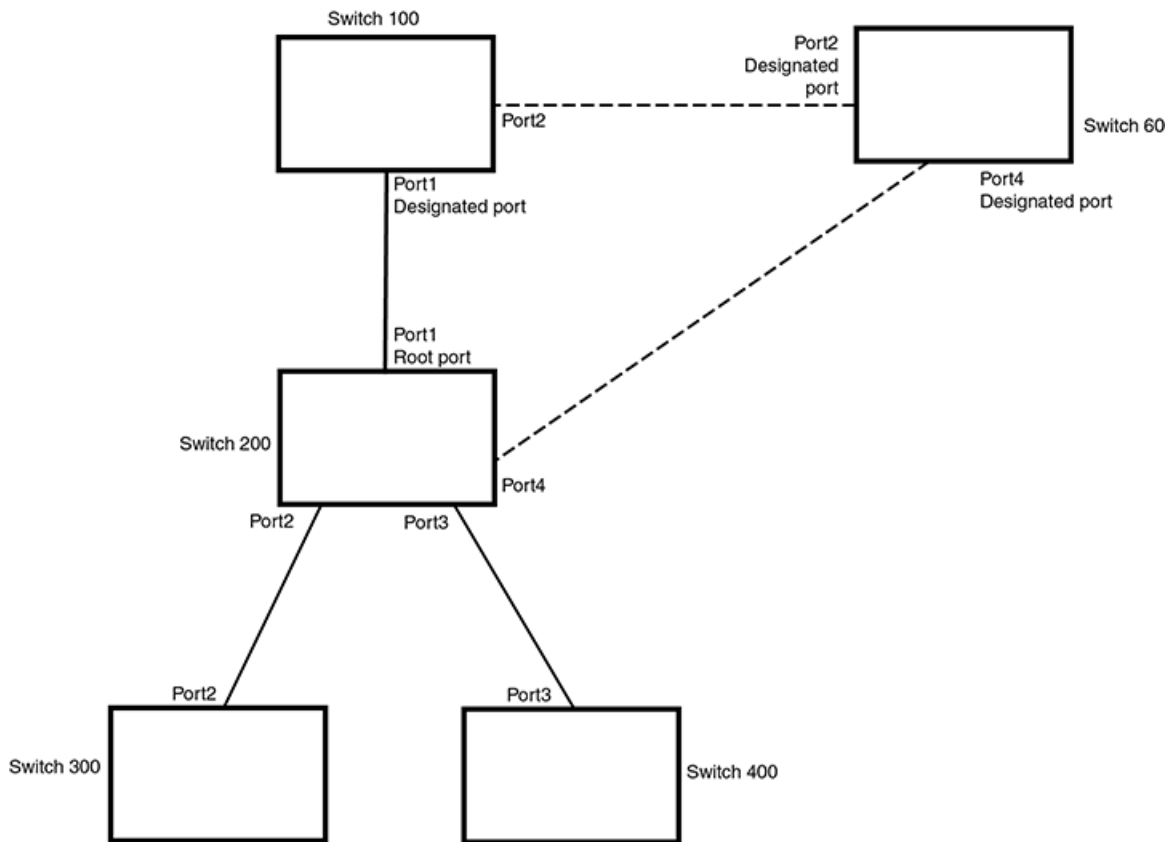 Switch 100
Port2
Designated
port
Port2
Switch 60
Port1
Designated port
Port4
Designated port
Port1
Root port
Switch 200
Port4
Port2
Port3
Port2
Port3
Switch 300
Switch 400